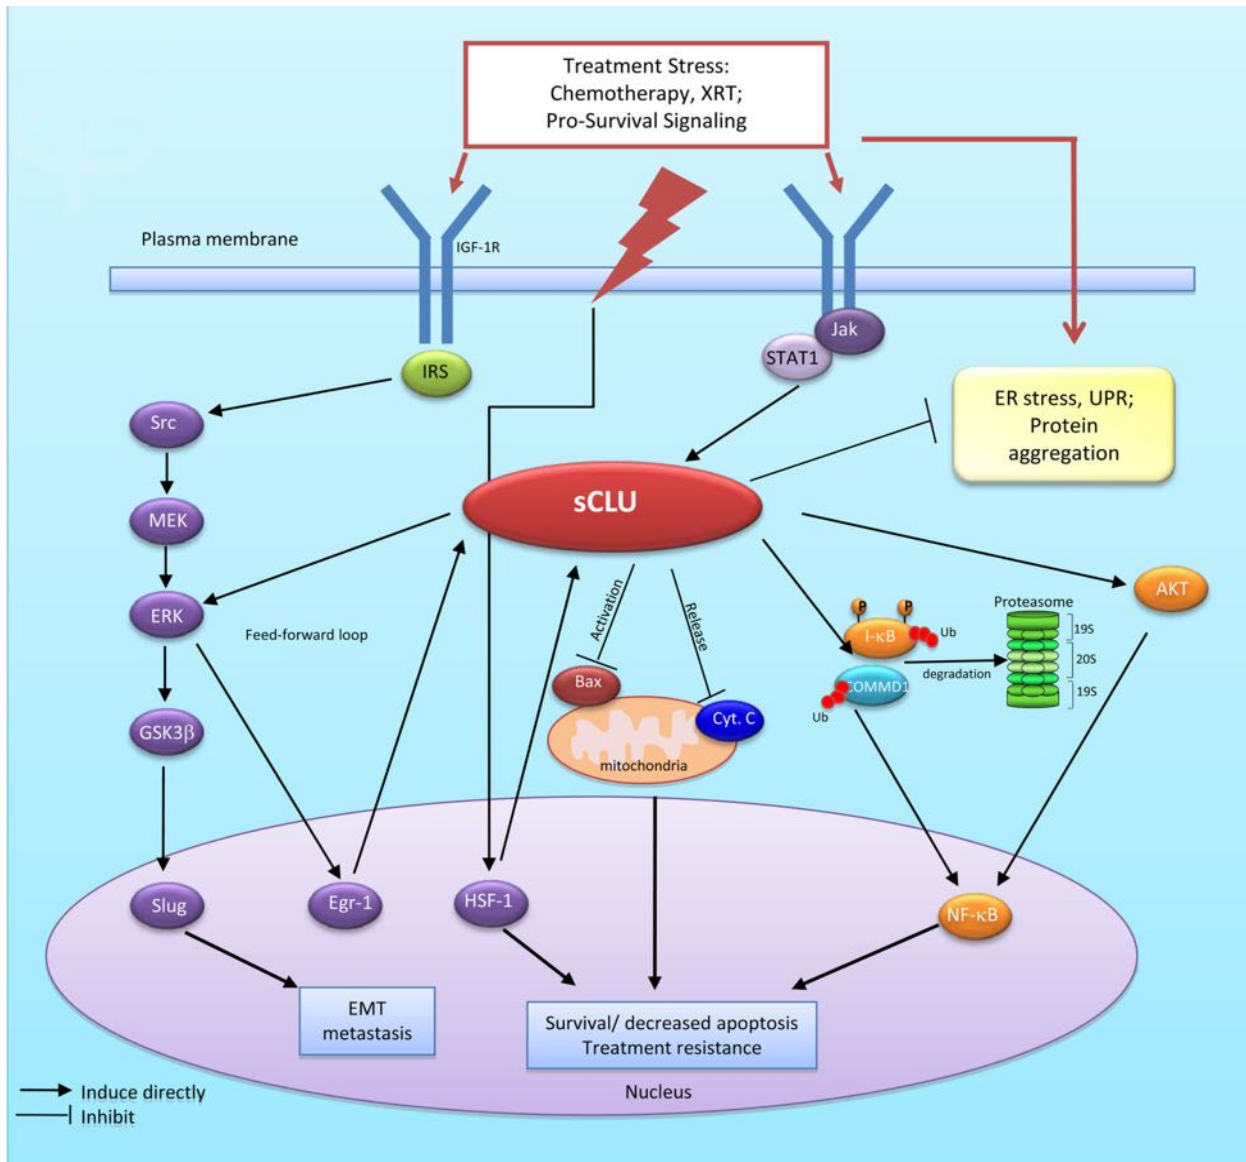 Treatment Stress:
Chemotherapy, XRT;
Pro-Survival Signaling
Plasma membrane
IGF-1R
Jak
STAT1
IRS
ER stress, UPR;
Protein
aggregation
Src
sCLU
MEK
AKT
ERK
Feed-forward loop
Activation
Release
P
P
I-κB
Ub
Proteasome
19S
20S
19S
degradation
COMMD1
Ub
Bax
Cyt. C
mitochondria
GSK3β
Slug
Egr-1
HSF-1
NF-κB
EMT
metastasis
Survival/ decreased apoptosis
Treatment resistance
Nucleus
Induce directly
Inhibit